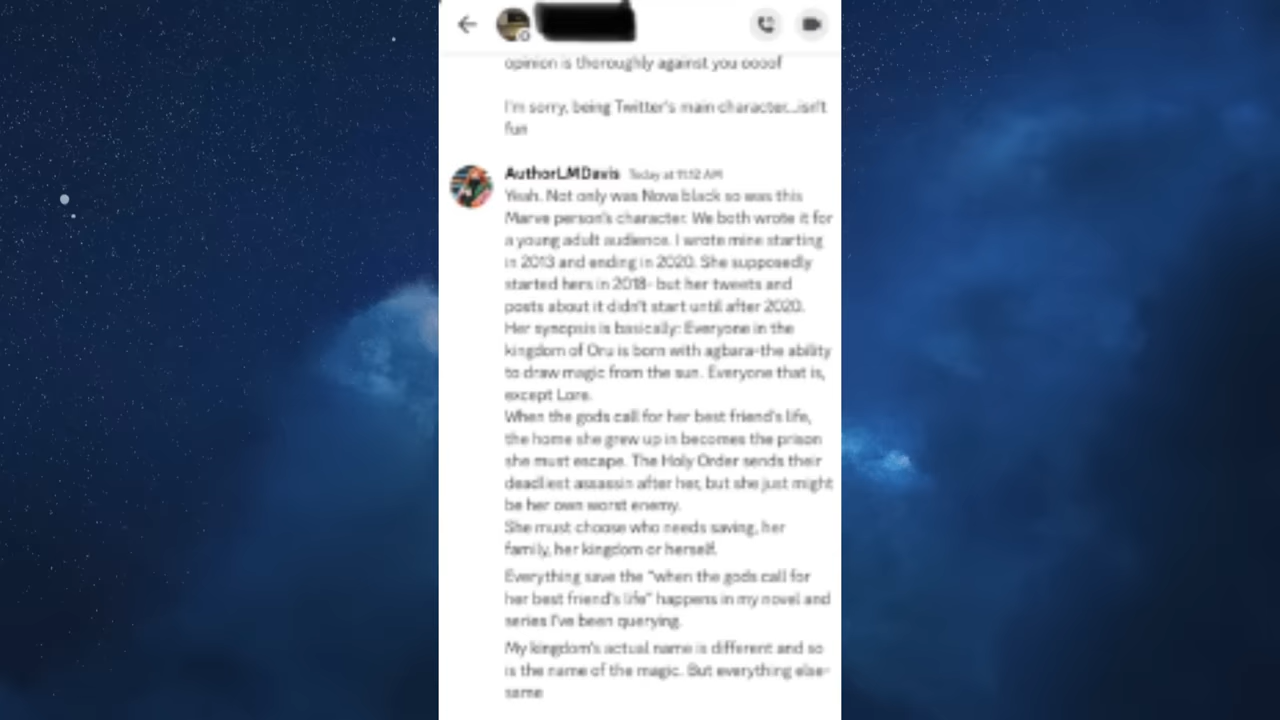 opinion is thoroughly against you oooof
I'm sorry, being Twitter's main character...isn't
fun
AuthorLMDavis Today at 11:12 AM
Yeah. Not only was Nova black so was this
Marve person's character. We both wrote it for
a young adult audience. I wrote mine starting
in 2013 and ending in 2020. She supposedly
started hers in 2018- but her tweets and
posts about it didn't start until after 2020.
Her synopsis is basically: Everyone in the
kingdom of Oru is born with agbara-the ability
to draw magic from the sun. Everyone that is,
except Lore.
When the gods call for her best friend's life,
the home she grew up in becomes the prison
she must escape. The Holy Order sends their
deadliest assassin after her, but she just might
be her own worst enemy.
She must choose who needs saving, her
family, her kingdom or herself.
Everything save the "when the gods call for
her best friend's life" happens in my novel and
series I've been querying.
My kingdom's actual name is different and so
is the name of the magic. But everything else-
same